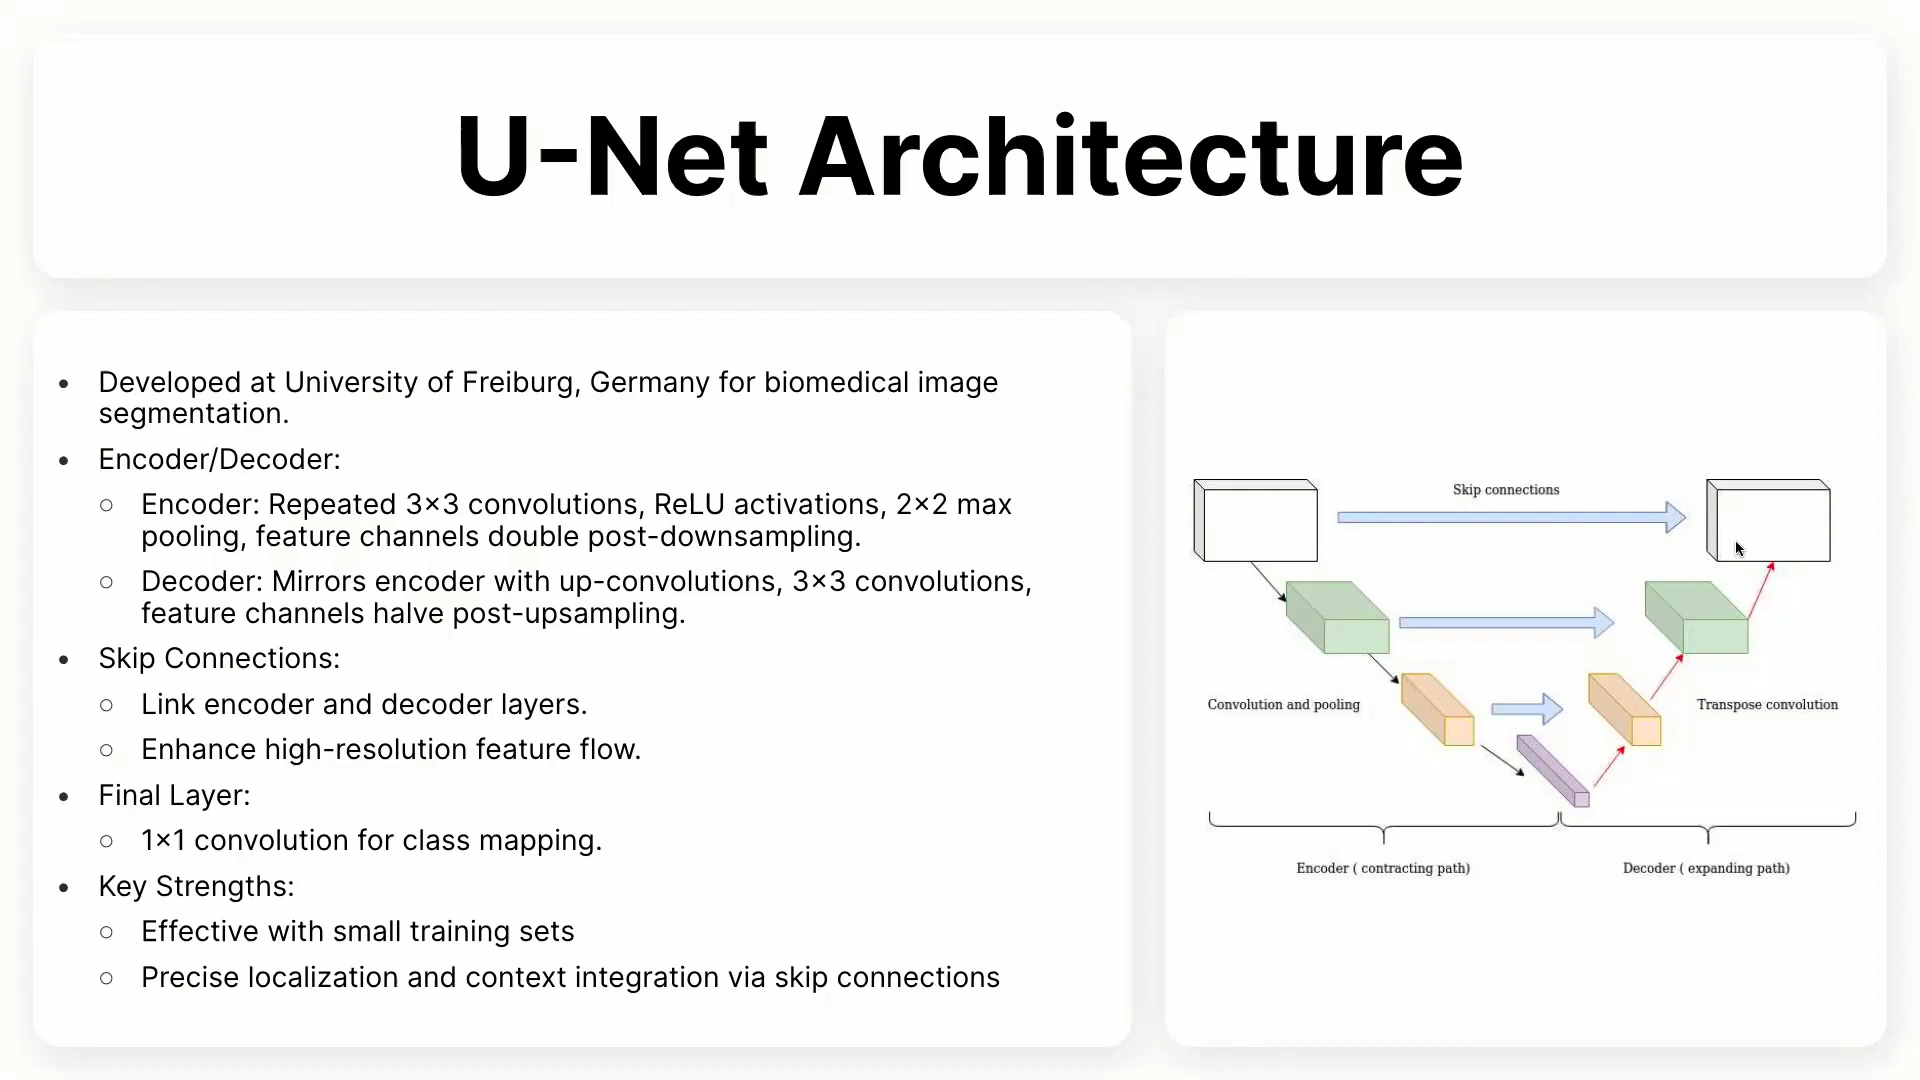 U-Net Architecture
• Developed at University of Freiburg, Germany for biomedical image
segmentation.
• Encoder/Decoder:
○ Encoder: Repeated 3×3 convolutions, ReLU activations, 2×2 max
pooling, feature channels double post-downsampling.
○ Decoder: Mirrors encoder with up-convolutions, 3×3 convolutions,
feature channels halve post-upsampling.
• Skip Connections:
○ Link encoder and decoder layers.
○ Enhance high-resolution feature flow.
• Final Layer:
○ 1×1 convolution for class mapping.
• Key Strengths:
○ Effective with small training sets
○ Precise localization and context integration via skip connections
Skip connections
Convolution and pooling
Transpose convolution
Encoder ( contracting path)
Decoder ( expanding path)